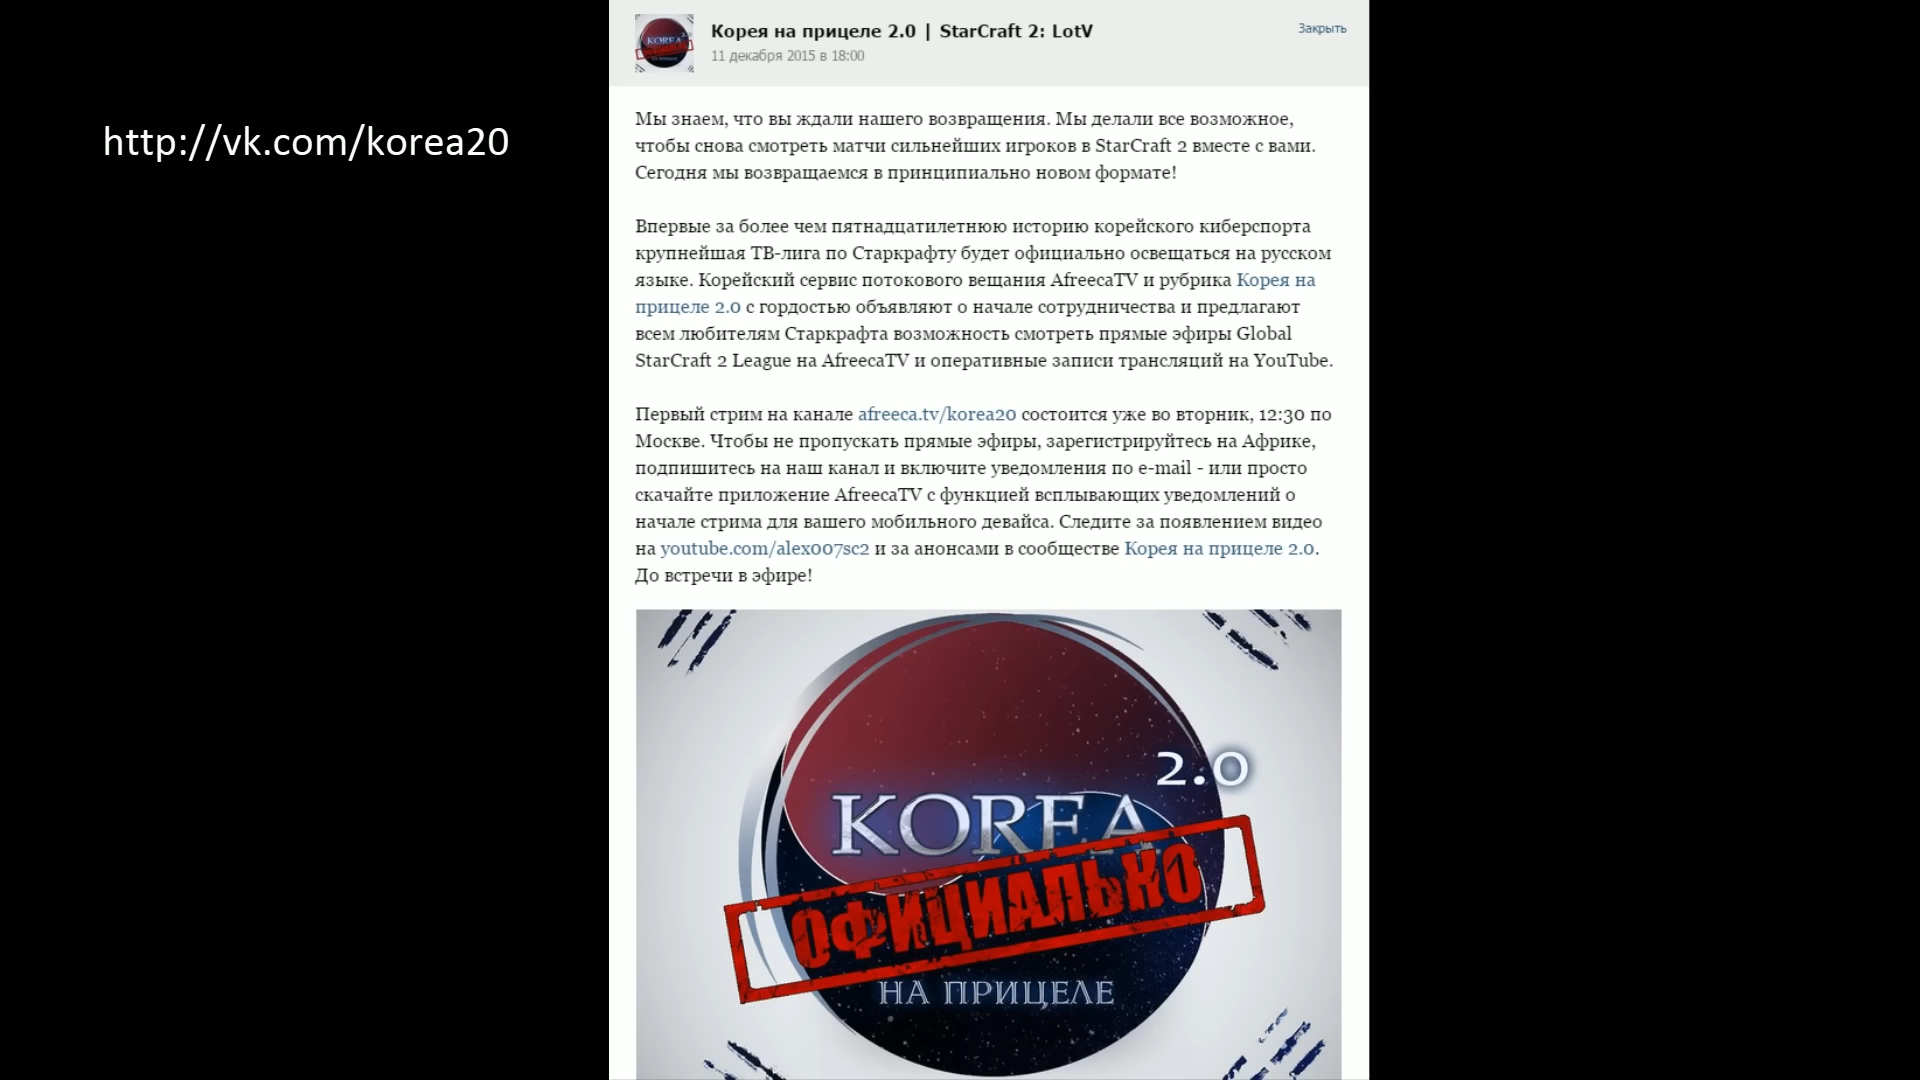 http://vk.com/korea20
Корея на прицеле 2.0 | StarCraft 2: LotV
11 декабря 2015 в 18:00
Закрыть
Мы знаем, что вы ждали нашего возвращения. Мы делали все возможное,
чтобы снова смотреть матчи сильнейших игроков в StarCraft 2 вместе с вами.
Сегодня мы возвращаемся в принципиально новом формате!
Впервые за более чем пятнадцатилетнюю историю корейского киберспорта
крупнейшая ТВ-лига по Старкрафту будет официально освещаться на русском
языке. Корейский сервис потокового вещания AfreecaTV и рубрика Корея на
прицеле 2.0 с гордостью объявляют о начале сотрудничества и предлагают
всем любителям Старкрафта возможность смотреть прямые эфиры Global
StarCraft 2 League на AfreecaTV и оперативные записи трансляций на YouTube.
Первый стрим на канале afreeca.tv/korea20 состоится уже во вторник, 12:30 по
Москве. Чтобы не пропускать прямые эфиры, зарегистрируйтесь на Африке,
подпишитесь на наш канал и включите уведомления по e-mail - или просто
скачайте приложение AfreecaTV с функцией всплывающих уведомлений о
начале стрима для вашего мобильного девайса. Следите за появлением видео
на youtube.com/alex007sc2 и за анонсами в сообществе Корея на прицеле 2.0.
До встречи в эфире!
2.0
KOREA
ОФИЦИАЛЬНО
НА ПРИЦЕЛЕ